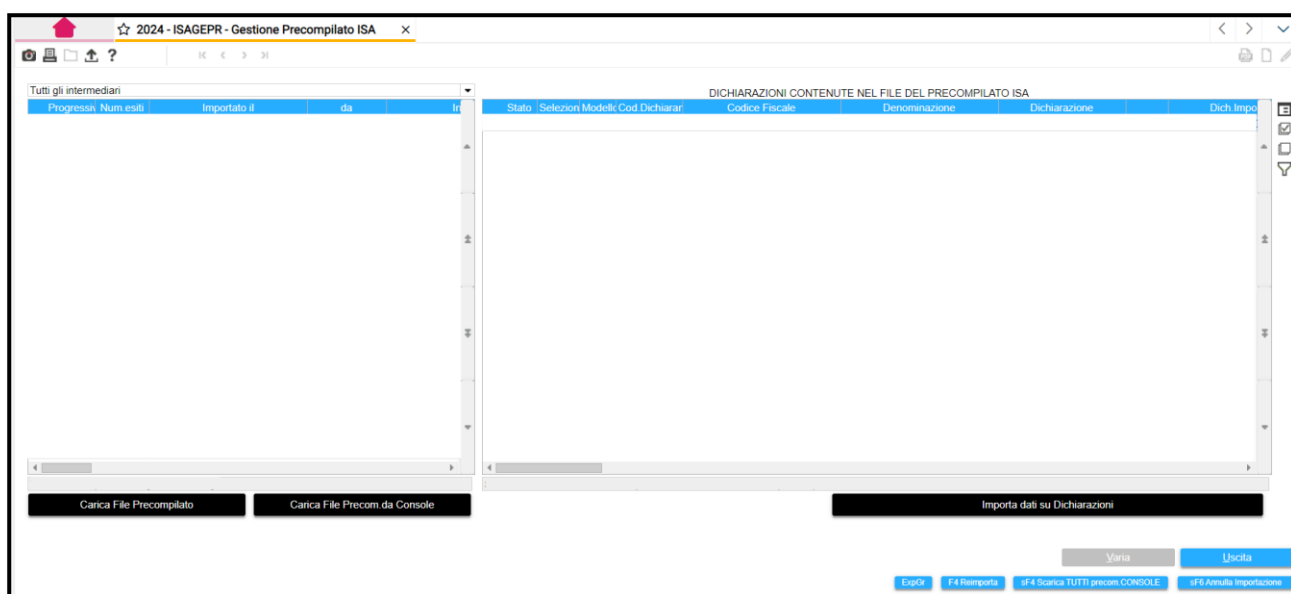 2024 - ISAGEPR - Gestione Precompilato ISA
Tutti gli intermediari
DICHIARAZIONI CONTENUTE NEL FILE DEL PRECOMPILATO ISA
Progressiv Num.esiti Importato il da In
Stato Selezion Modello Cod.Dichiarar Codice Fiscale Denominazione Dichiarazione Dich.Impo
Carica File Precompilato Carica File Precom.da Console Importa dati su Dichiarazioni
Varia Uscita
ExpGr F4 Reimporta sF4 Scarica TUTTI precom.CONSOLE sF6 Annulla Importazione